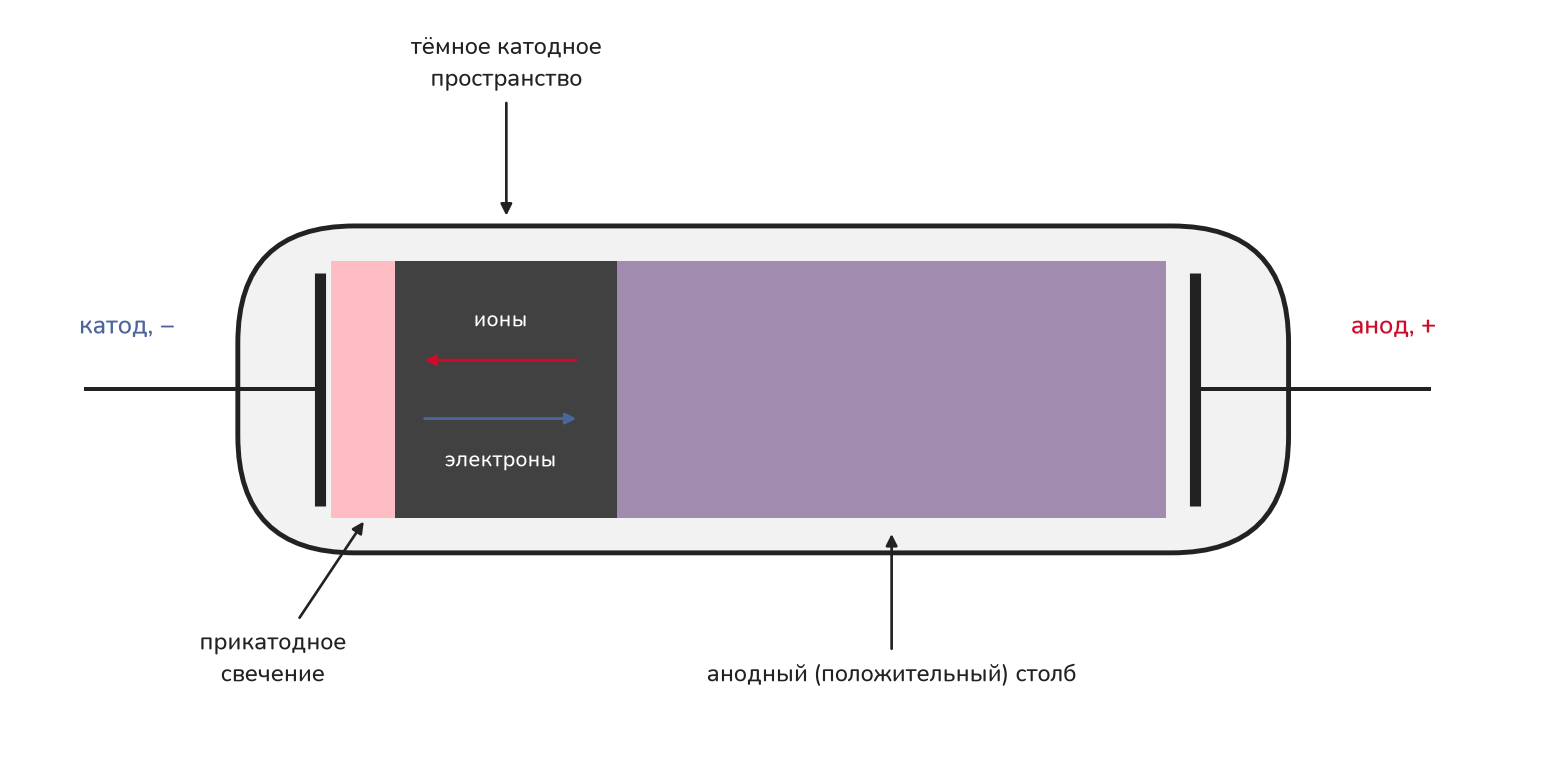 тёмное катодное
пространство
катод, −
анод, +
ионы
электроны
прикатодное
свечение
анодный (положительный) столб